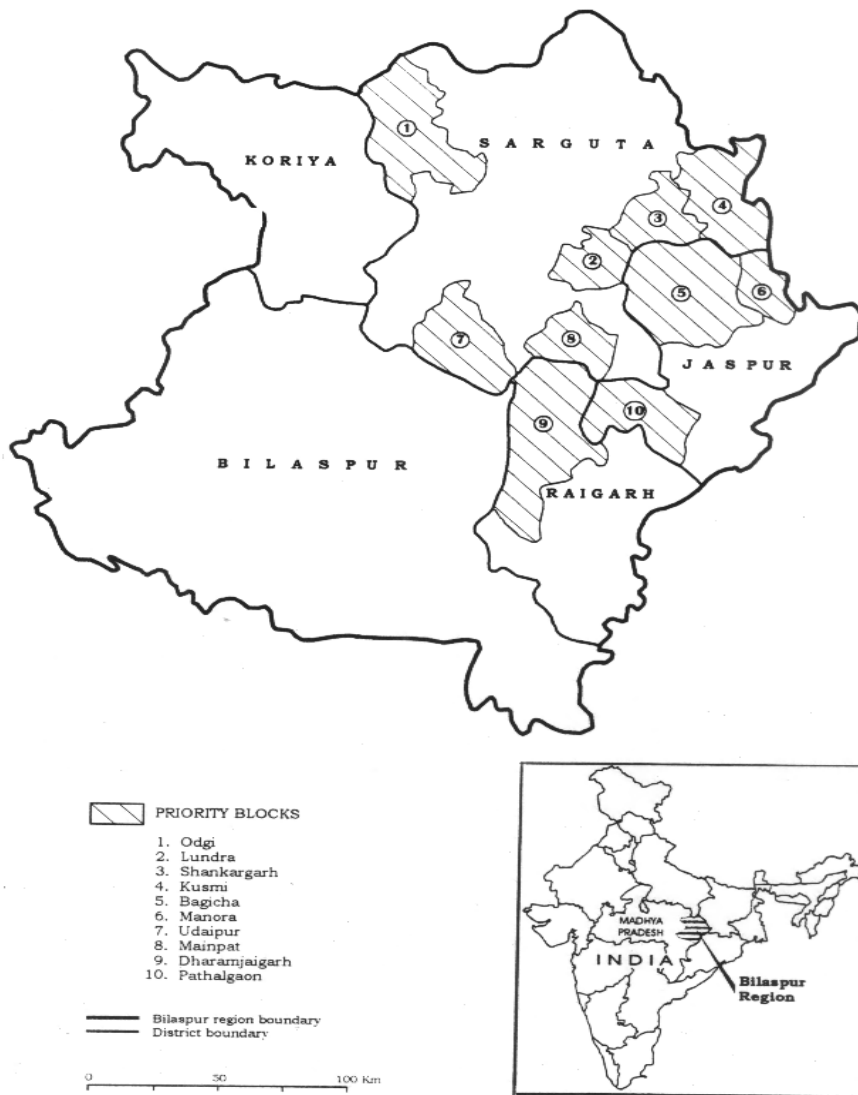 SARGUTA
KORIYA
1
4
3
2
5
6
7
8
JASPUR
10
9
BILASPUR
RAIGARH
PRIORITY BLOCKS
1. Odgi
2. Lundra
3. Shankargarh
4. Kusmi
5. Bagicha
6. Manora
7. Udaipur
8. Mainpat
9. Dharamjaigarh
10. Pathalgaon
Bilaspur region boundary
District boundary
0 50 100 Km
MADHYA
PRADESH
INDIA
Bilaspur
Region